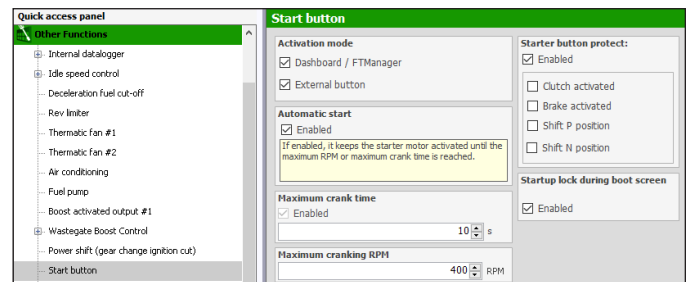 Quick access panel
Other Functions
Internal datalogger
Idle speed control
Deceleration fuel cut-off
Rev limiter
Thermatic fan #1
Thermatic fan #2
Air conditioning
Fuel pump
Boost activated output #1
Wastegate Boost Control
Power shift (gear change ignition cut)
Start button
Start button
Activation mode
Dashboard / FTManager
External button
Automatic start
Enabled
If enabled, it keeps the starter motor activated until the
maximum RPM or maximum crank time is reached.
Maximum crank time
Enabled
10 s
Maximum cranking RPM
400 RPM
Starter button protect:
Enabled
Clutch activated
Brake activated
Shift P position
Shift N position
Startup lock during boot screen
Enabled